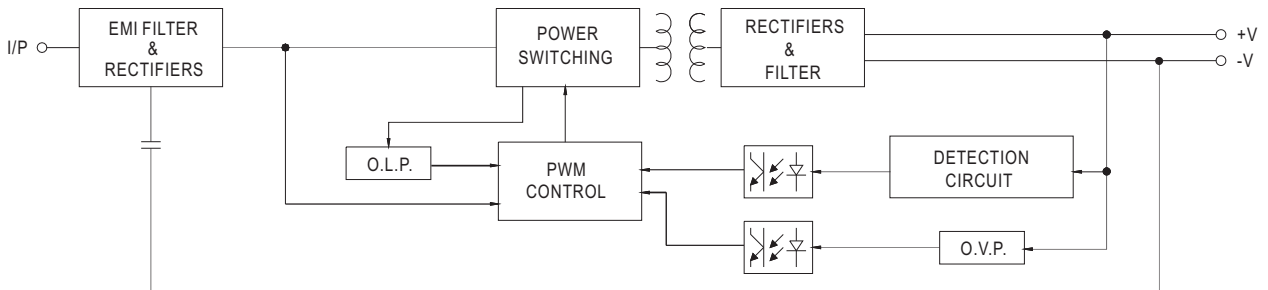 I/P
EMI FILTER
&
RECTIFIERS
POWER
SWITCHING
RECTIFIERS
&
FILTER
+V
-V
O.L.P.
PWM
CONTROL
DETECTION
CIRCUIT
O.V.P.